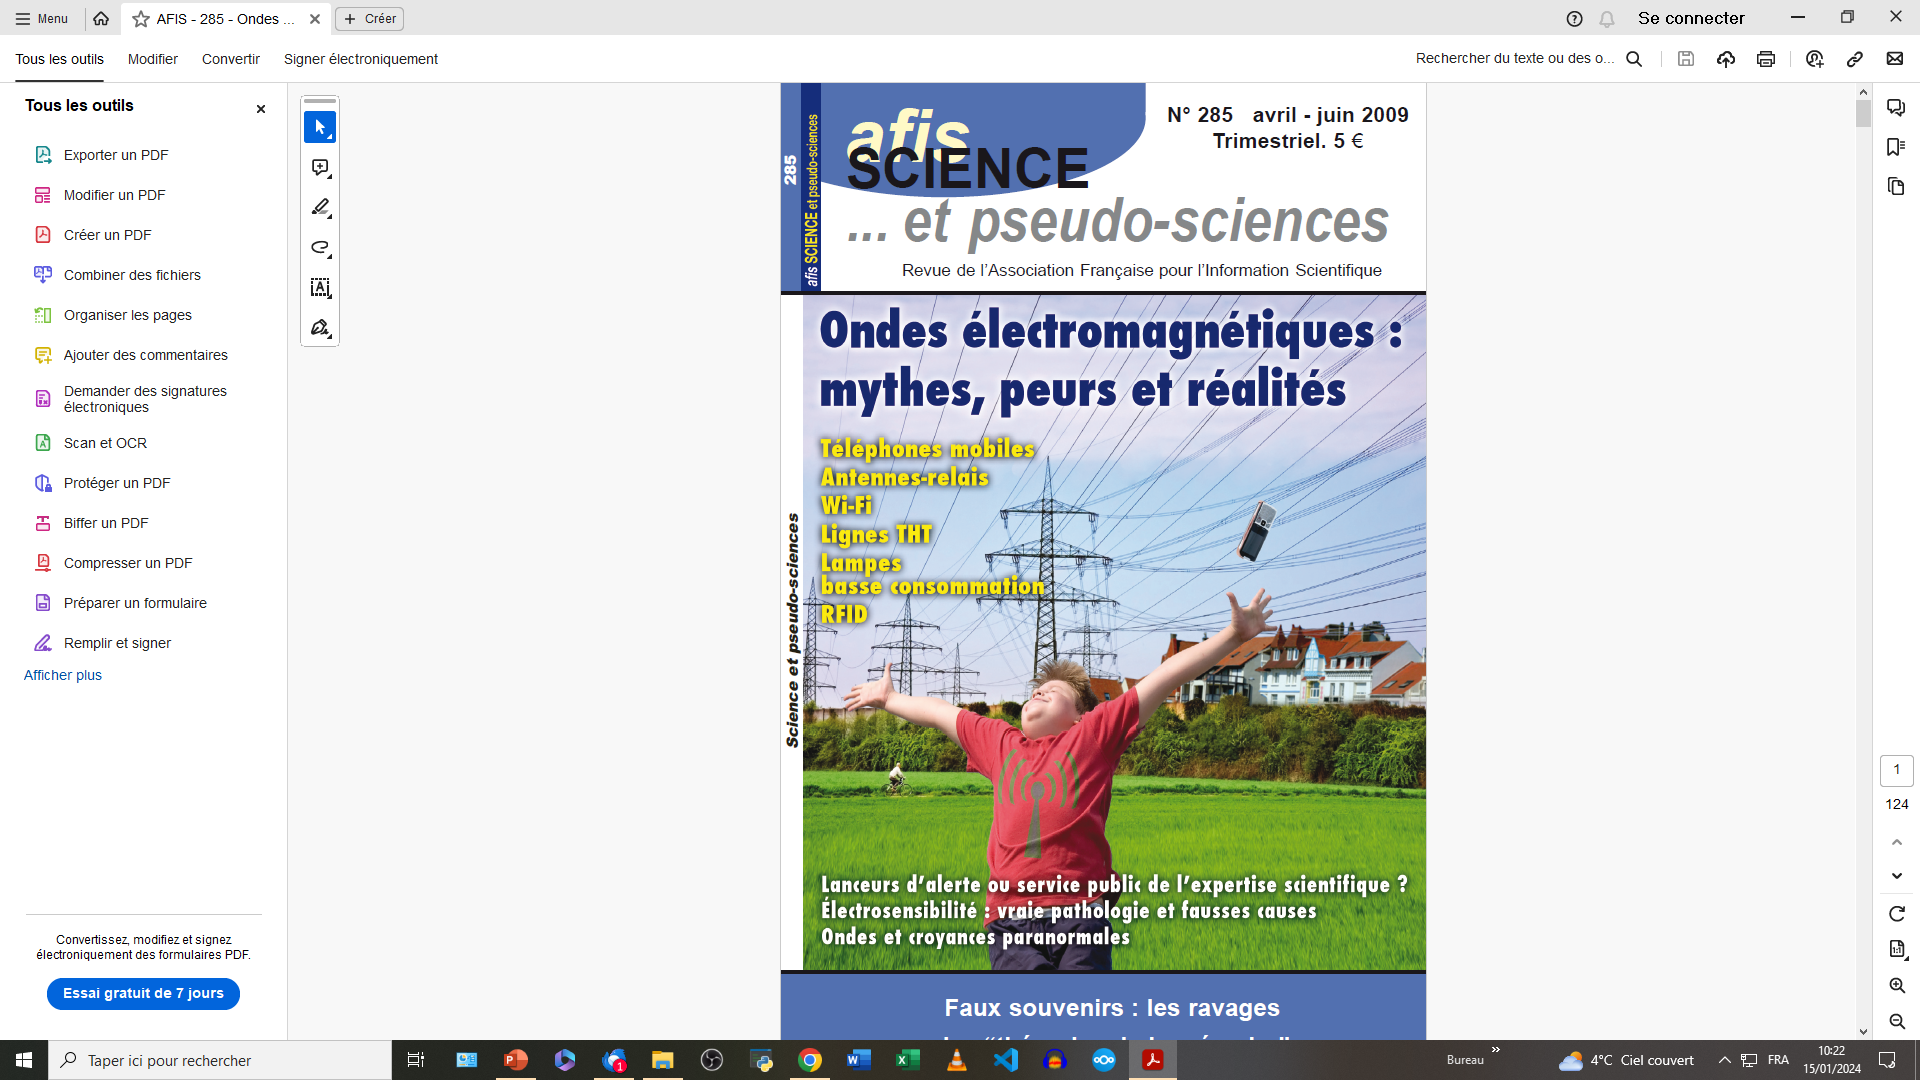 Menu
AFIS - 285 - Ondes ...
Créer
Se connecter
Tous les outils
Modifier
Convertir
Signer électroniquement
Rechercher du texte ou des o...
Tous les outils
Exporter un PDF
Modifier un PDF
Créer un PDF
Combiner des fichiers
Organiser les pages
Ajouter des commentaires
Demander des signatures
électroniques
Scan et OCR
Protéger un PDF
Biffer un PDF
Compresser un PDF
Préparer un formulaire
Remplir et signer
Afficher plus
Convertissez, modifiez et signez
électroniquement des formulaires PDF.
Essai gratuit de 7 jours
285
afis SCIENCE et pseudo-sciences
Science et pseudo-sciences
afis
SCIENCE
... et pseudo-sciences
N° 285 avril - juin 2009
Trimestriel. 5 €
Revue de l'Association Française pour l'Information Scientifique
Ondes électromagnétiques :
mythes, peurs et réalités
Téléphones mobiles
Antennes-relais
Wi-Fi
Lignes THT
Lampes
basse consommation
RFID
Lanceurs d'alerte ou service public de l'expertise scientifique ?
Électrosensibilité : vraie pathologie et fausses causes
Ondes et croyances paranormales
Faux souvenirs : les ravages
1
124
Taper ici pour rechercher
1
Bureau
4°C Ciel couvert
FRA
10:22
15/01/2024